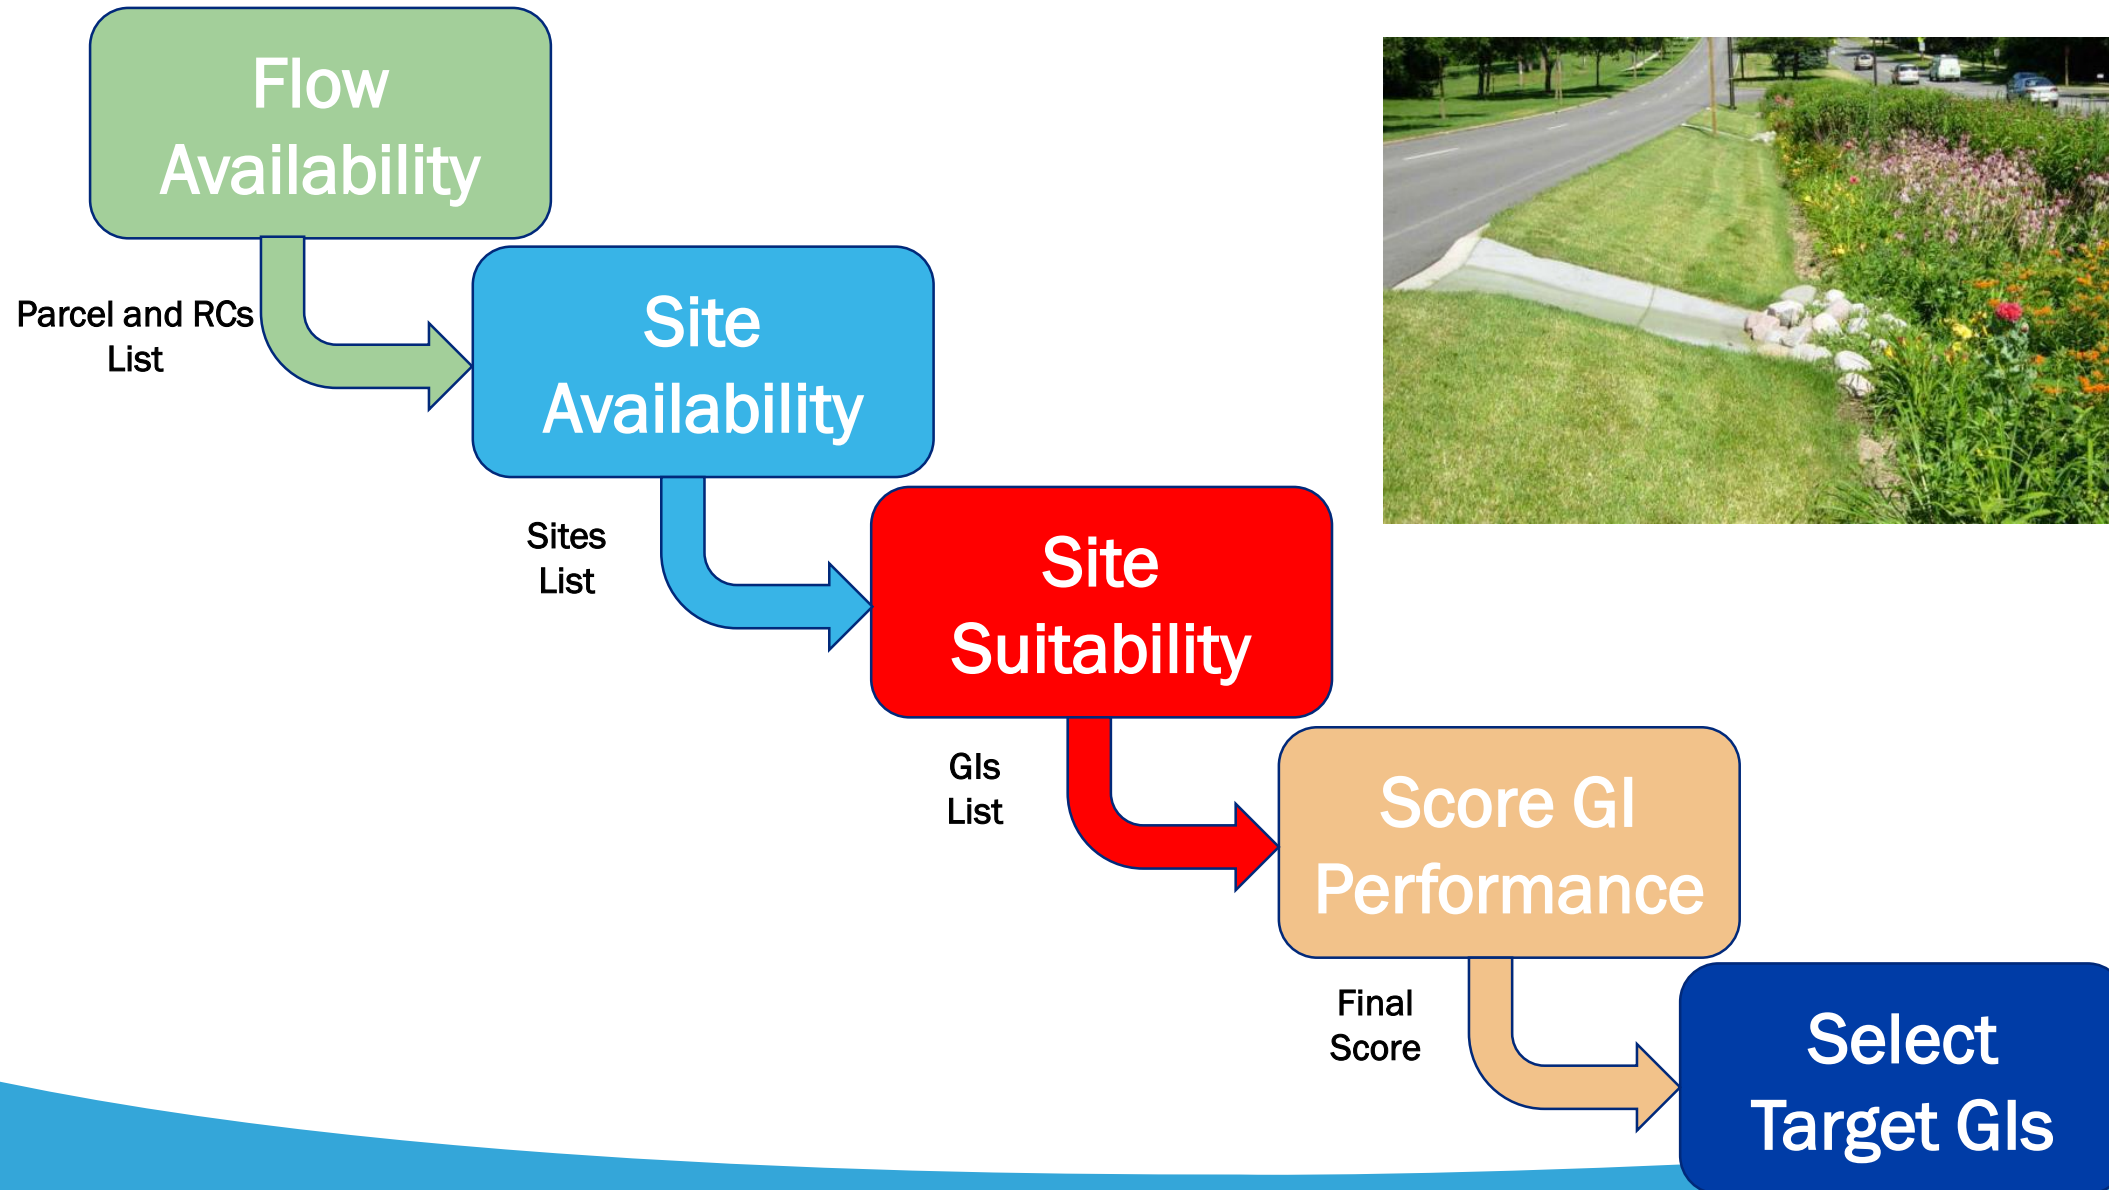 Flow
Availability
Parcel and RCs
List
Site
Availability
Sites
List
Site
Suitability
GIs
List
Score GI
Performance
Final
Score
Select
Target GIs